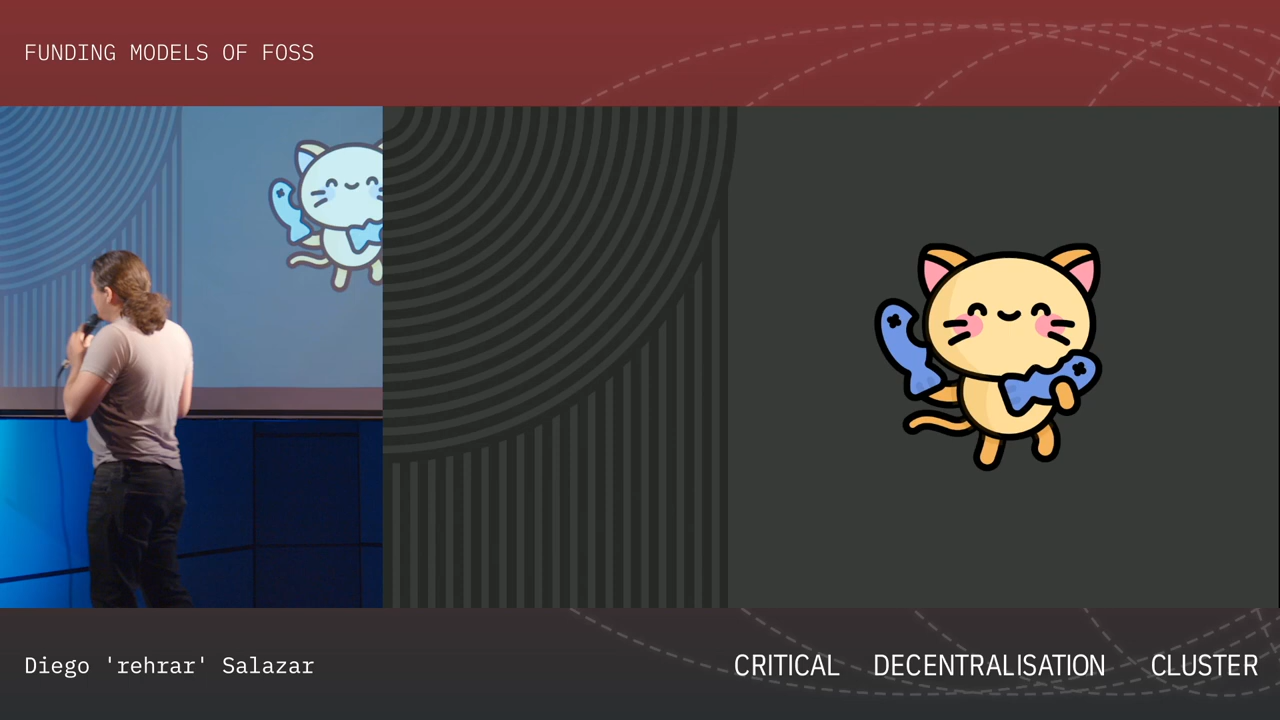 FUNDING MODELS OF FOSS
Diego 'rehrar' Salazar
CRITICAL DECENTRALISATION CLUSTER